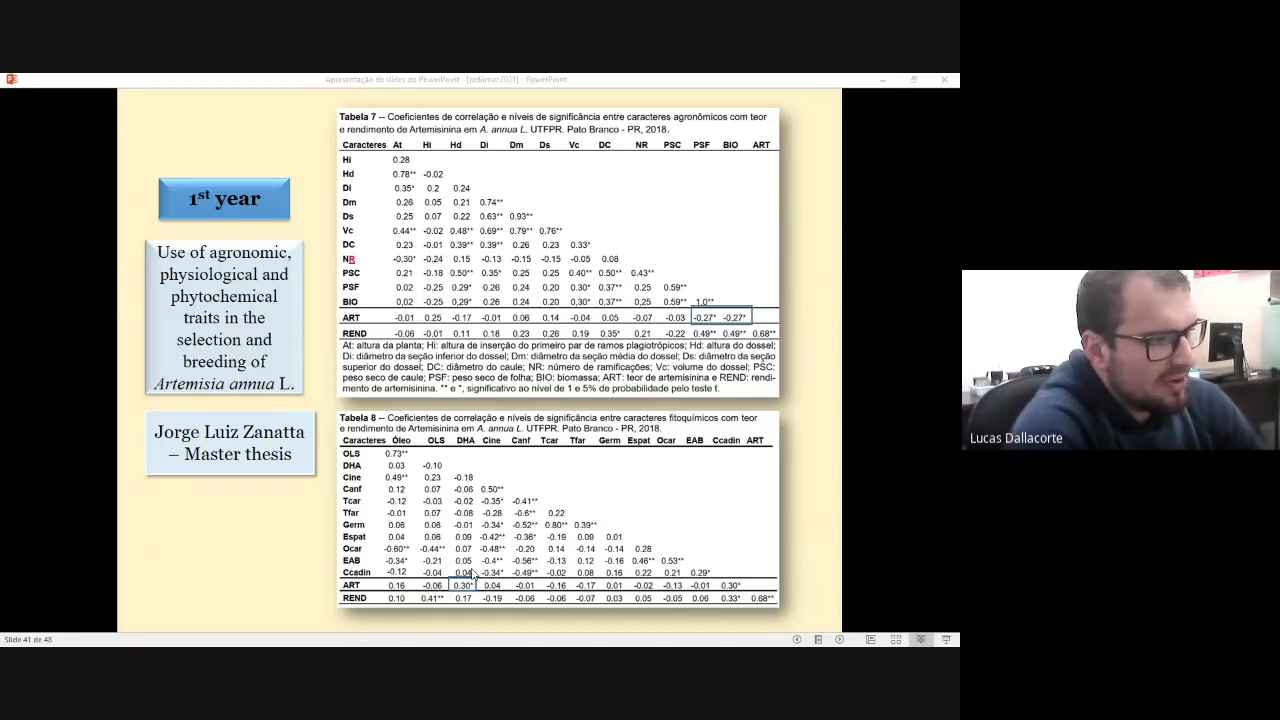 Apresentação de slides do PowerPoint - [rediimac2021] - PowerPoint
1st year
Use of agronomic,
physiological and
phytochemical
traits in the
selection and
breeding of
Artemisia annua L.
Jorge Luiz Zanatta
– Master thesis
Tabela 7 -- Coeficientes de correlação e níveis de significância entre caracteres agronômicos com teor
e rendimento de Artemisinina em A. annua L. UTFPR. Pato Branco - PR, 2018.
Caracteres At Hi Hd Di Dm Ds Vc DC NR PSC PSF BIO ART
Hi 0.28
Hd 0.78** -0.02
Di 0.35* 0.2 0.24
Dm 0.26 0.05 0.21 0.74**
Ds 0.25 0.07 0.22 0.63** 0.93**
Vc 0.44** -0.02 0.48** 0.69** 0.79** 0.76**
DC 0.23 -0.01 0.39** 0.39** 0.26 0.23 0.33*
NR -0.30* -0.24 0.15 -0.13 -0.15 -0.15 -0.05 0.08
PSC 0.21 -0.18 0.50** 0.35* 0.25 0.25 0.40** 0.50** 0.43**
PSF 0.02 -0.25 0.29* 0.26 0.24 0.20 0.30* 0.37** 0.25 0.59**
BIO 0,02 -0.25 0.29* 0.26 0.24 0.20 0.30* 0.37** 0.25 0.59** 1.0**
ART -0.01 0.25 -0.17 -0.01 0.06 0.14 -0.04 0.05 -0.07 -0.03 -0.27* -0.27*
REND -0.06 -0.01 0.11 0.18 0.23 0.26 0.19 0.35* 0.21 -0.22 0.49** 0.49** 0.68**
At: altura da planta; Hi: altura de inserção do primeiro par de ramos plagiotrópicos; Hd: altura do dossel;
Di: diâmetro da seção inferior do dossel; Dm: diâmetro da seção média do dossel; Ds: diâmetro da seção
superior do dossel; DC: diâmetro do caule; NR: número de ramificações; Vc: volume do dossel; PSC:
peso seco de caule; PSF: peso seco de folha; BIO: biomassa; ART: teor de artemisinina e REND: rendi-
mento de artemisinina. ** e *, significativo ao nível de 1 e 5% de probabilidade pelo teste t.
Tabela 8 -- Coeficientes de correlação e níveis de significância entre caracteres fitoquímicos com teor
e rendimento de Artemisinina em A. annua L. UTFPR. Pato Branco - PR, 2018.
Caracteres Óleo OLS DHA Cine Canf Tcar Tfar Germ Espat Ocar EAB Ccadin ART
OLS 0.73**
DHA 0.03 -0.10
Cine 0.49** 0.23 -0.18
Canf 0.12 0.07 -0.06 0.50**
Tcar -0.12 -0.03 -0.02 -0.35* -0.41**
Tfar -0.01 0.07 -0.08 -0.28 -0.6** 0.22
Germ 0.06 0.06 -0.01 -0.34* -0.52** 0.80** 0.39**
Espat 0.04 0.06 0.09 -0.42** -0.36* -0.19 0.09 0.01
Ocar -0.60** -0.44** 0.07 -0.48** -0.20 0.14 -0.14 -0.14 0.28
EAB -0.34* -0.21 0.05 -0.4** -0.56** -0.13 0.12 -0.16 0.46** 0.53**
Ccadin -0.12 -0.04 0.04 -0.34* -0.49** -0.02 0.08 0.16 0.22 0.21 0.29*
ART 0.16 -0.06 0.30* 0.04 -0.01 -0.16 -0.17 0.01 -0.02 -0.13 -0.01 0.30*
REND 0.10 0.41** 0.17 -0.19 -0.06 -0.06 -0.07 0.03 0.05 -0.05 0.06 0.33* 0.68**
Slide 41 de 48
Lucas Dallacorte